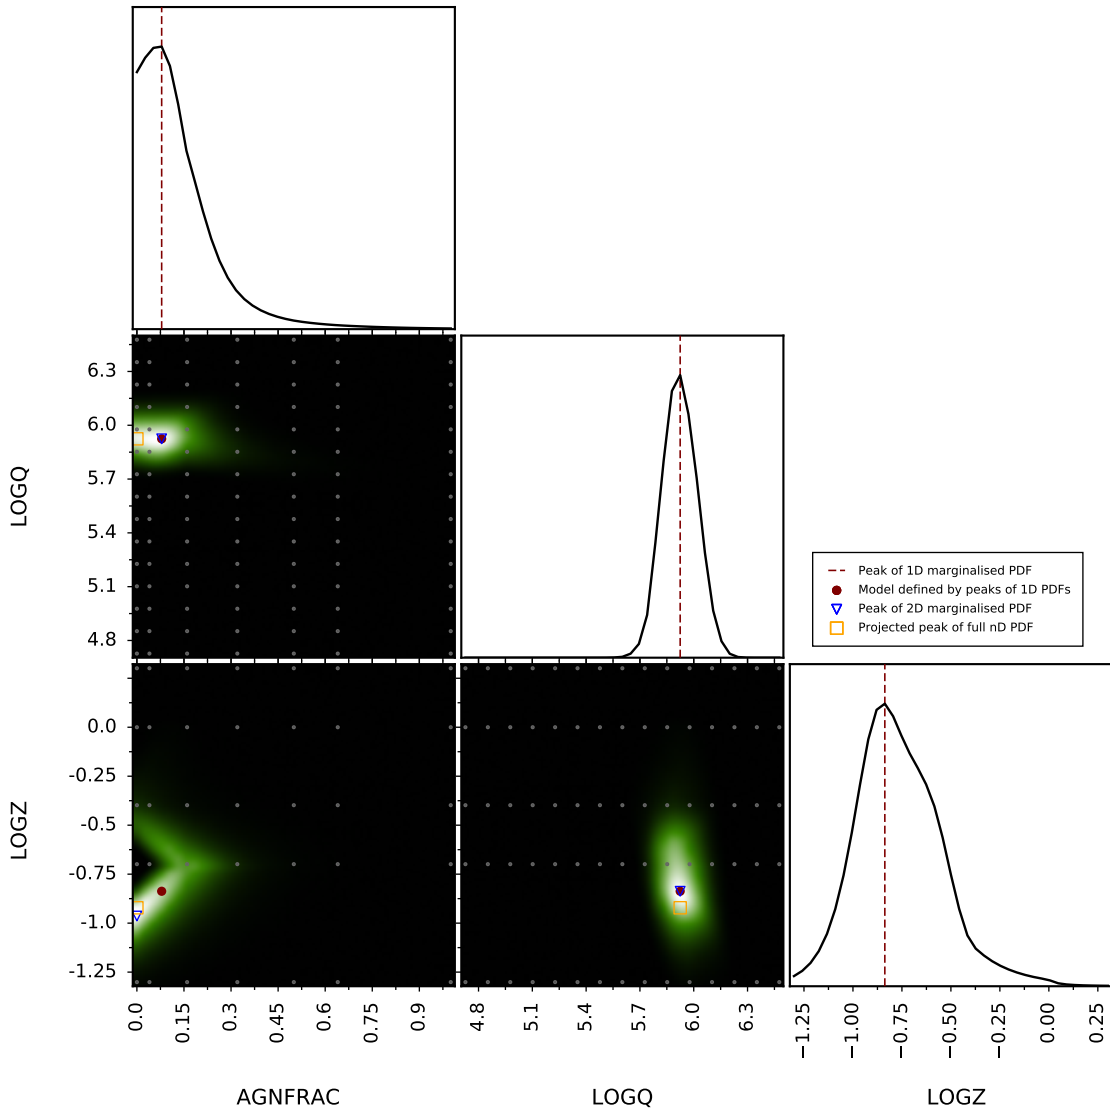 6.3
6.0
5.7
5.4
5.1
4.8
LOGQ
Peak of 1D marginalised PDF
Model defined by peaks of 1D PDFs
Peak of 2D marginalised PDF
Projected peak of full nD PDF
0.0
-0.25
-0.5
-0.75
-1.0
-1.25
LOGZ
0.0 0.15 0.3 0.45 0.6 0.75 0.9
4.8 5.1 5.4 5.7 6.0 6.3
−1.25 −1.00 −0.75 −0.50 −0.25 0.00 0.25
AGNFRAC LOGQ LOGZ